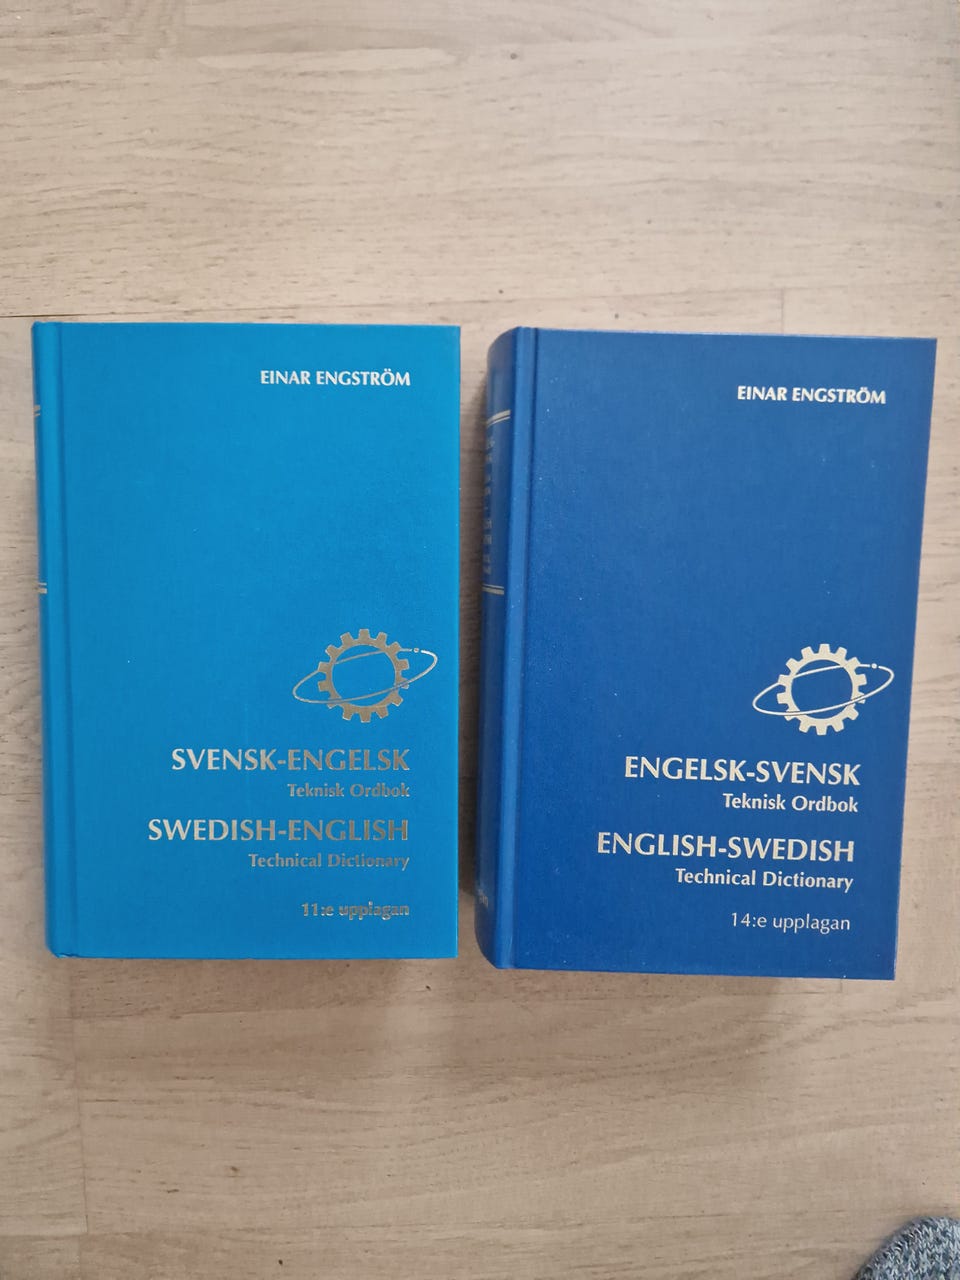 EINAR ENGSTRÖM
SVENSK-ENGELSK
Teknisk Ordbok
SWEDISH-ENGLISH
Technical Dictionary
11:e upplagan
EINAR ENGSTRÖM
ENGELSK-SVENSK
Teknisk Ordbok
ENGLISH-SWEDISH
Technical Dictionary
14:e upplagan